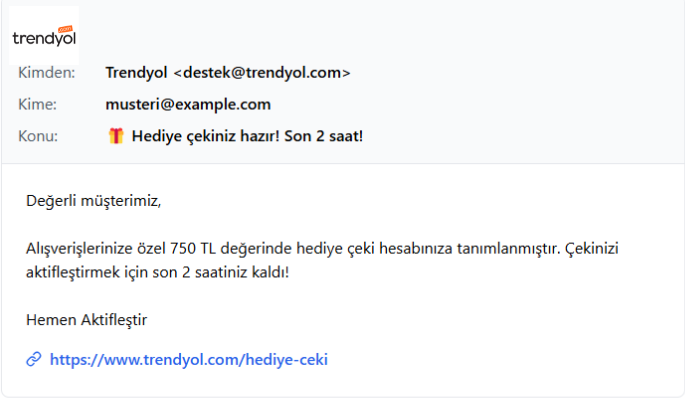 .com
trendyol
Kimden: Trendyol <destek@trendyol.com>
Kime: musteri@example.com
Konu: 🎁 Hediye çekiniz hazır! Son 2 saat!
Değerli müşterimiz,
Alışverişlerinize özel 750 TL değerinde hediye çeki hesabınıza tanımlanmıştır. Çekinizi
aktifleştirmek için son 2 saatiniz kaldı!
Hemen Aktifleştir
https://www.trendyol.com/hediye-ceki